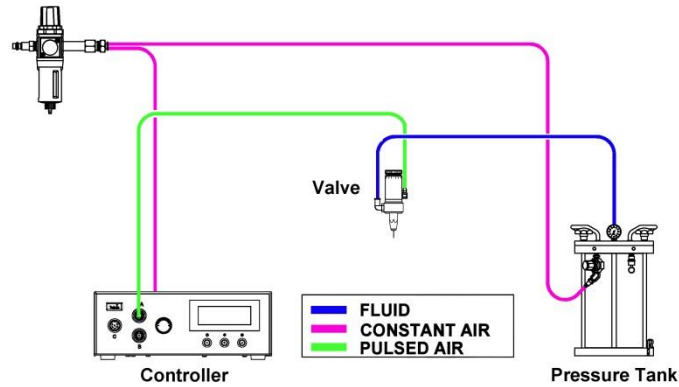 Valve
A
C
B
FLUID
CONSTANT AIR
PULSED AIR
Controller
Pressure Tank